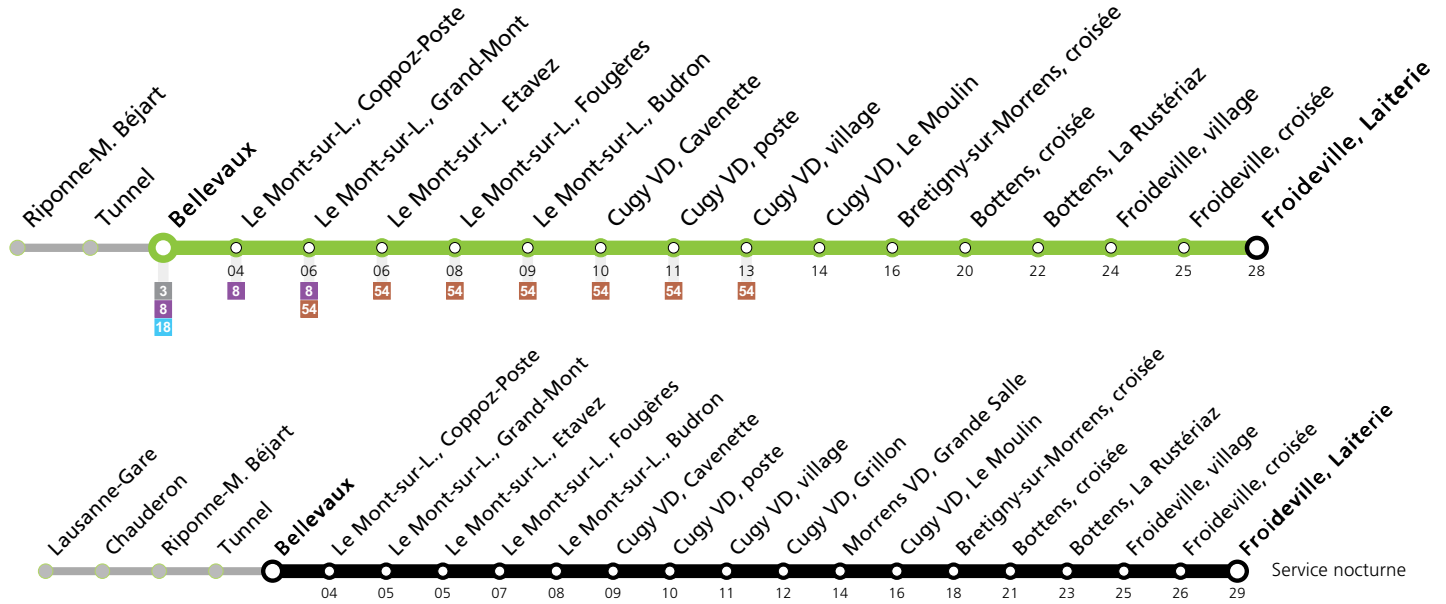 Riponne-M. Béjart
Tunnel
Bellevaux
Le Mont-sur-L., Coppoz-Poste
Le Mont-sur-L., Grand-Mont
Le Mont-sur-L., Etavez
Le Mont-sur-L., Fougères
Le Mont-sur-L., Budron
Cugy VD, Cavenette
Cugy VD, poste
Cugy VD, village
Cugy VD, Le Moulin
Bretigny-sur-Morrens, croisée
Bottens, croisée
Bottens, La Rustériaz
Froideville, village
Froideville, croisée
Froideville, Laiterie
04 06 06 08 09 10 11 13 14 16 20 22 24 25 28
3 8 8 54 54 54 54 54 54
8 54
18
Lausanne-Gare
Chauderon
Riponne-M. Béjart
Tunnel
Bellevaux
Le Mont-sur-L., Coppoz-Poste
Le Mont-sur-L., Grand-Mont
Le Mont-sur-L., Etavez
Le Mont-sur-L., Fougères
Le Mont-sur-L., Budron
Cugy VD, Cavenette
Cugy VD, poste
Cugy VD, village
Cugy VD, Grillon
Morrens VD, Grande Salle
Cugy VD, Le Moulin
Bretigny-sur-Morrens, croisée
Bottens, croisée
Bottens, La Rustériaz
Froideville, village
Froideville, croisée
Froideville, Laiterie
Service nocturne
04 05 05 07 08 09 10 11 12 14 16 18 21 23 25 26 29